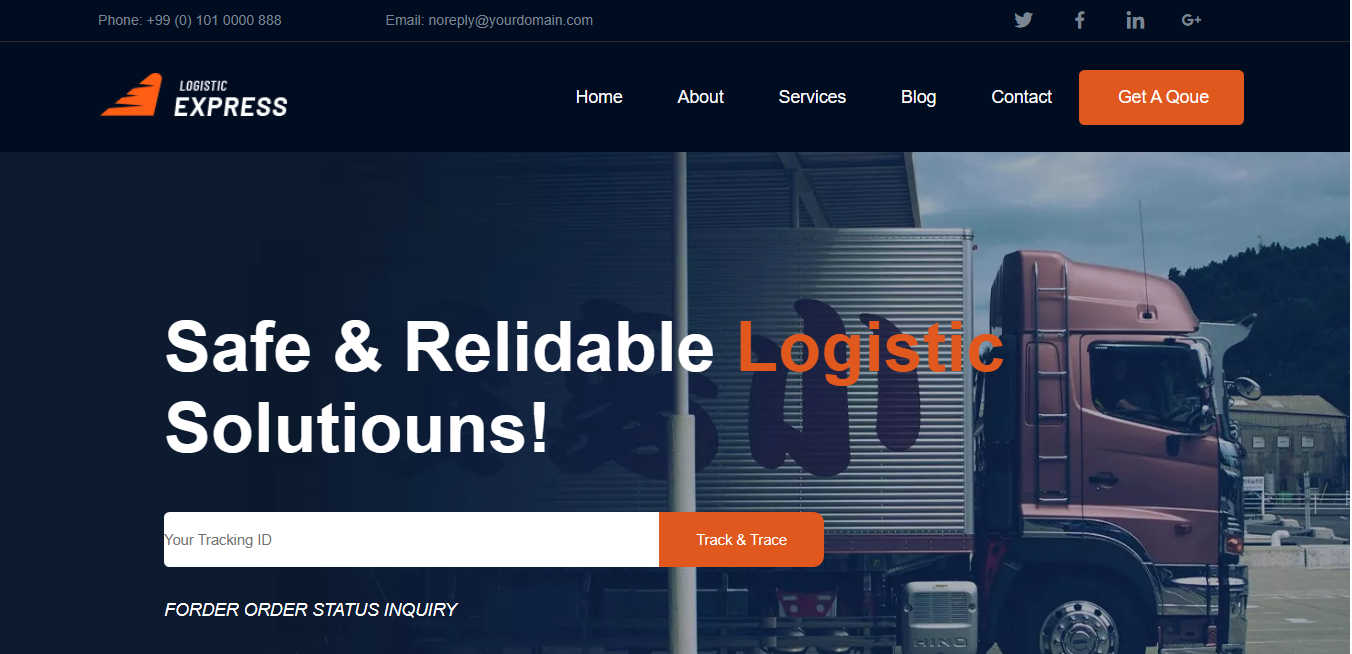 Phone: +99 (0) 101 0000 888
Email: noreply@yourdomain.com
G+
LOGISTIC
EXPRESS
Home
About
Services
Blog
Contact
Get A Qoue
Safe & Relidable Logistic
Solutiouns!
Your Tracking ID
Track & Trace
FORDER ORDER STATUS INQUIRY
HINO